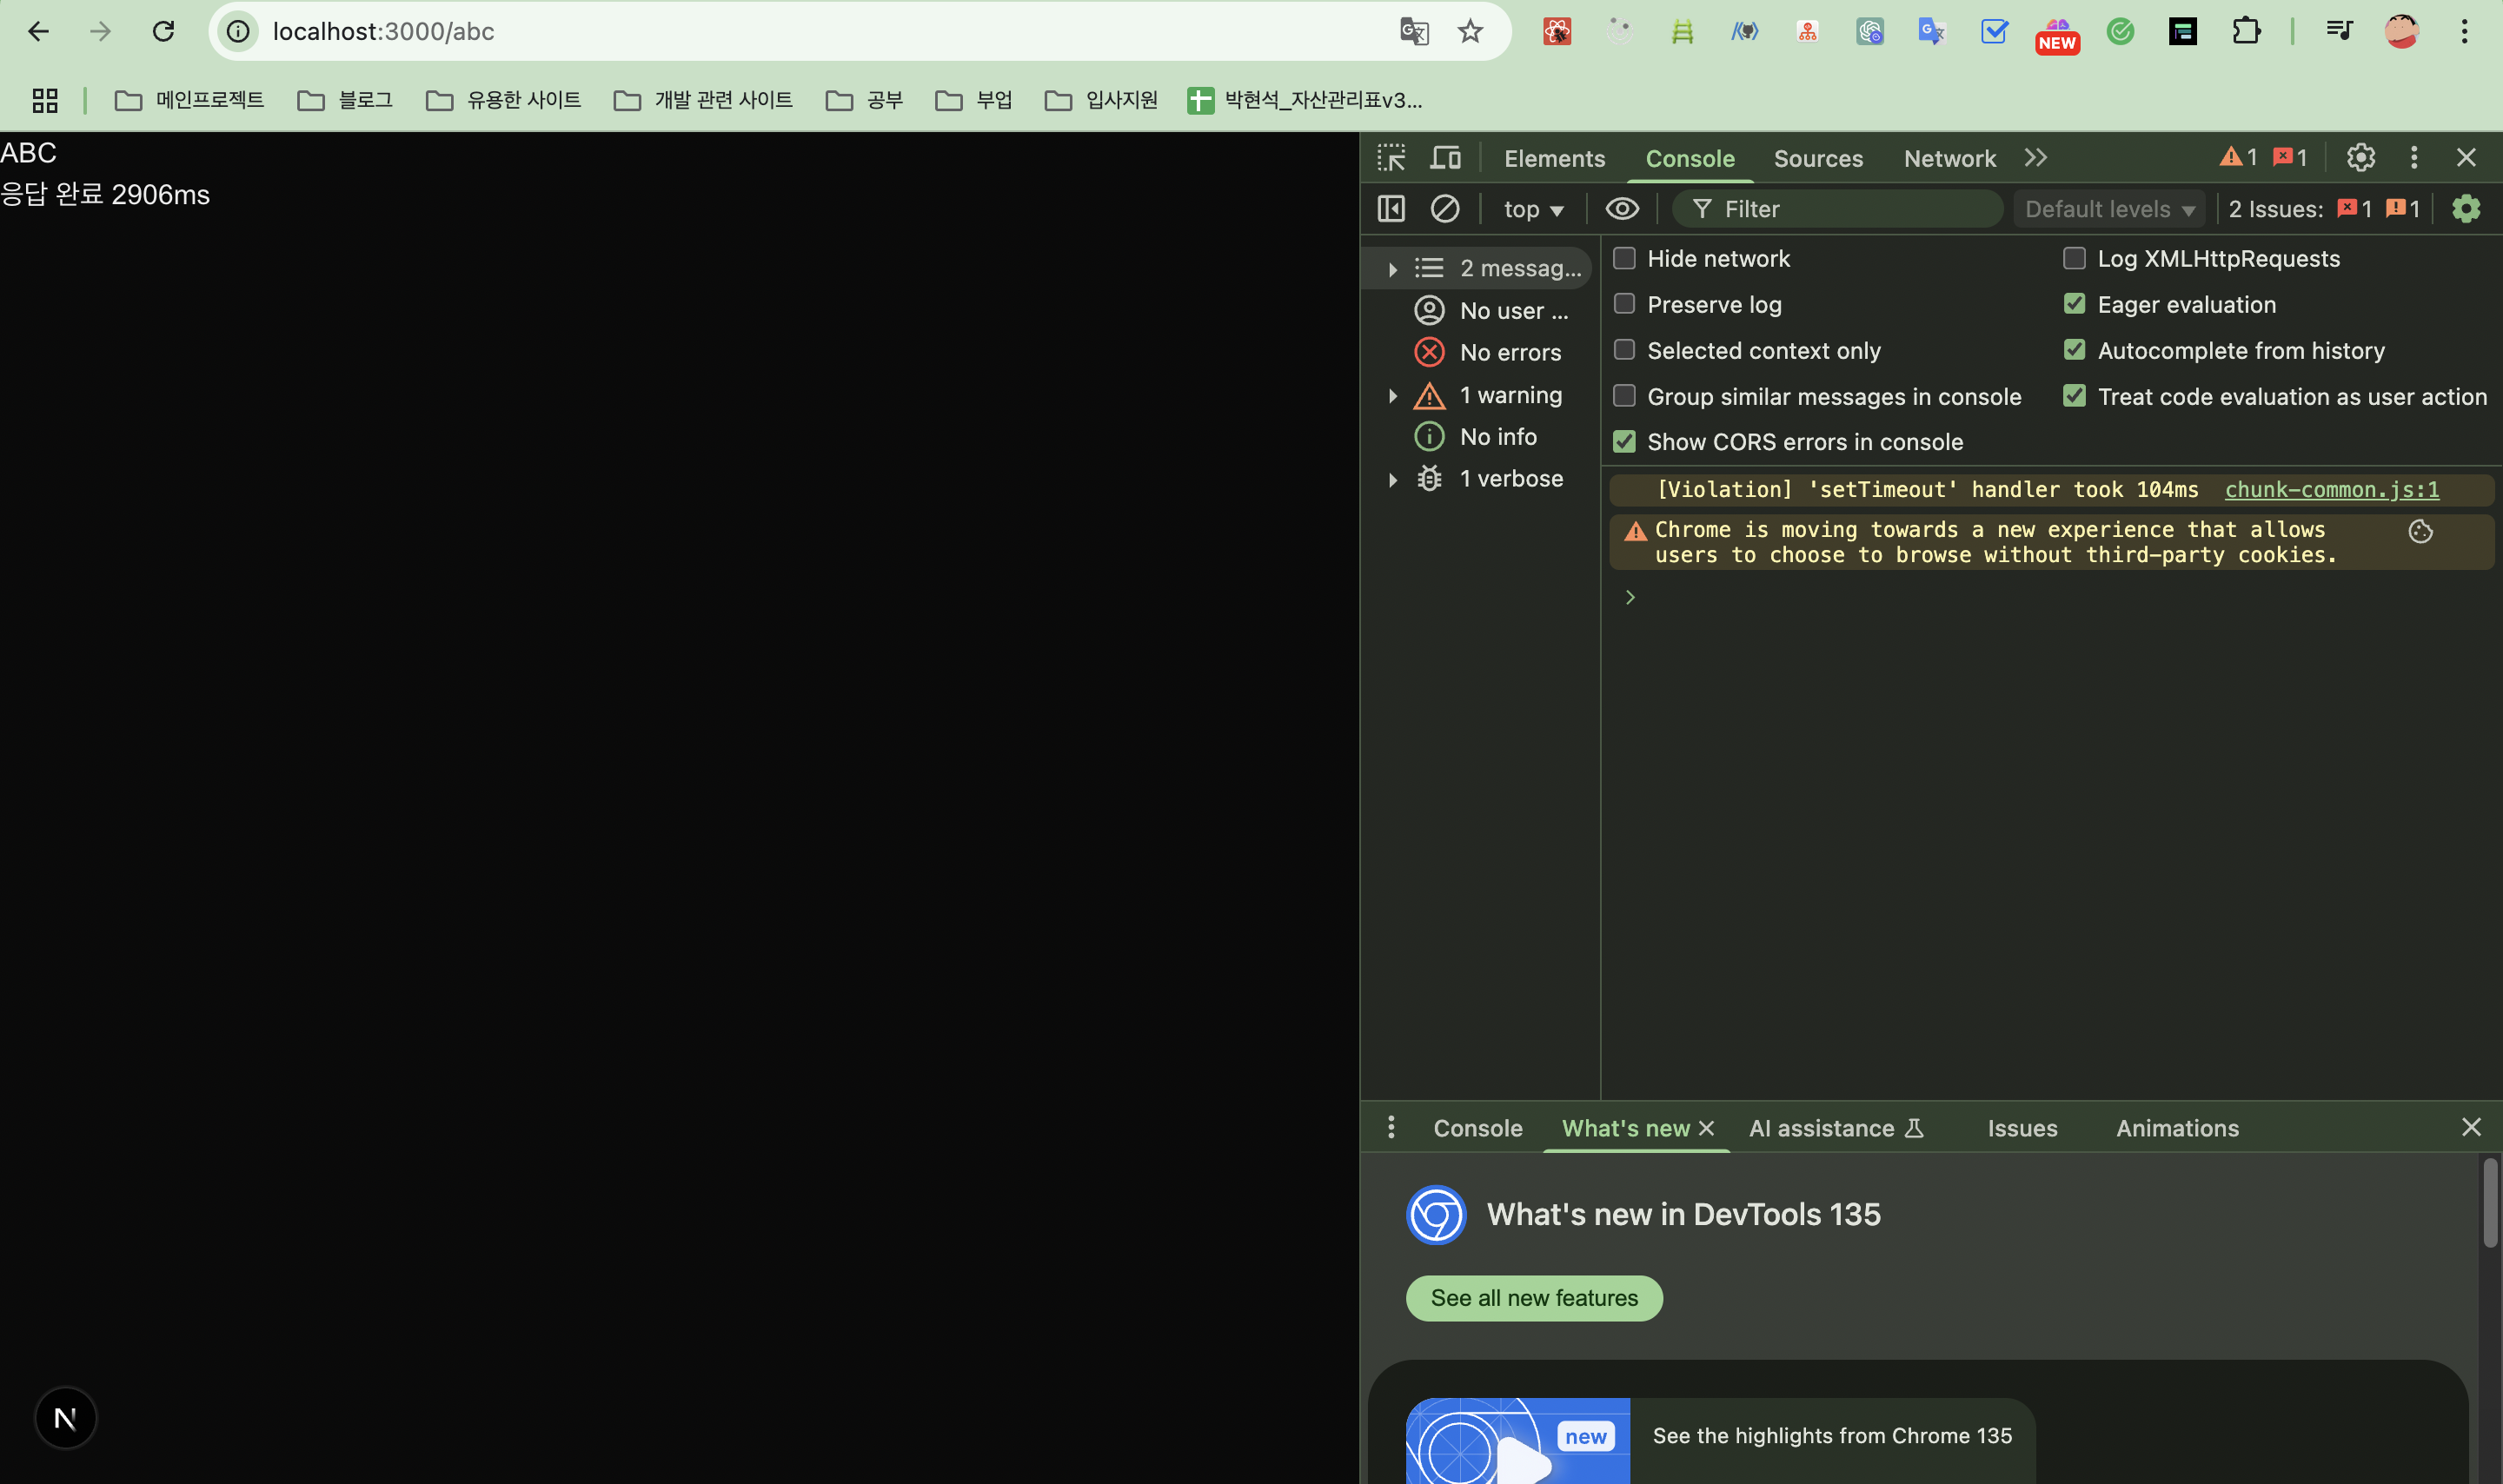 localhost:3000/abc
NEW
메인프로젝트
블로그
유용한 사이트
개발 관련 사이트
공부
부업
입사지원
박현석_자산관리표v3...
ABC
응답 완료 2906ms
N
Elements
Console
Sources
Network
1
1
top
Filter
Default levels
2 Issues:
1
1
2 messag...
No user ...
No errors
1 warning
No info
1 verbose
Hide network
Log XMLHttpRequests
Preserve log
Eager evaluation
Selected context only
Autocomplete from history
Group similar messages in console
Treat code evaluation as user action
Show CORS errors in console
[Violation] 'setTimeout' handler took 104ms
chunk-common.js:1
Chrome is moving towards a new experience that allows
users to choose to browse without third-party cookies.
Console
What's new
AI assistance
Issues
Animations
What's new in DevTools 135
See all new features
new
See the highlights from Chrome 135